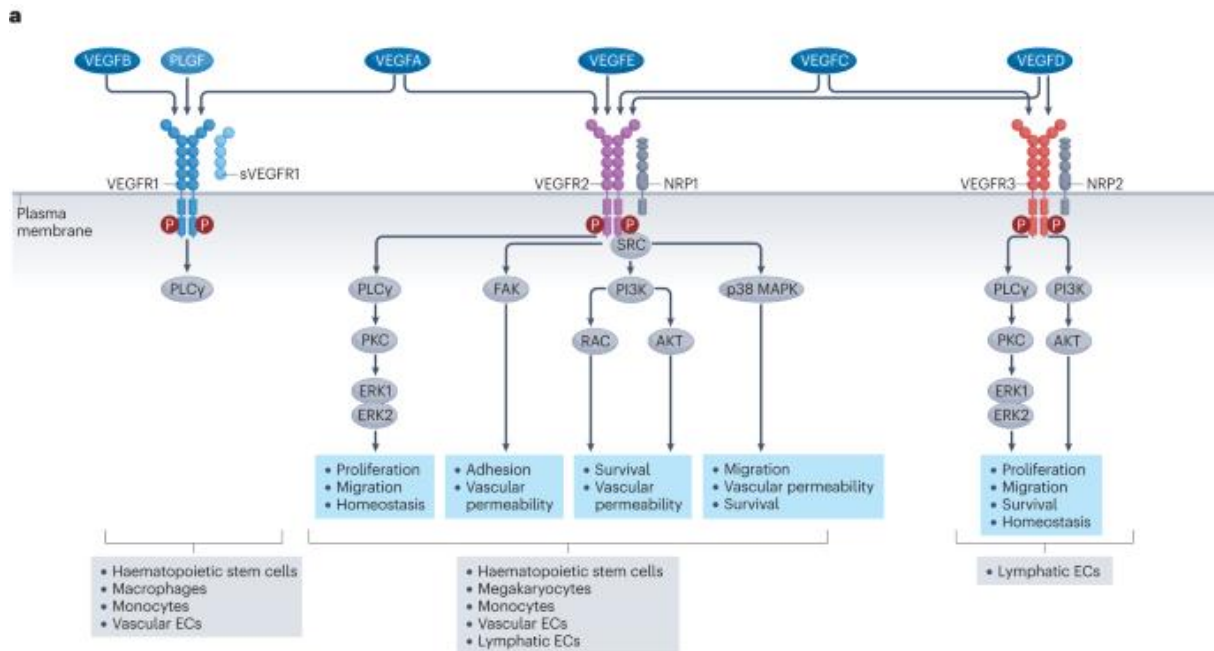 a
VEGFB
PLGF
VEGFA
VEGFE
VEGFC
VEGFD
VEGFR1
sVEGFR1
VEGFR2
NRP1
VEGFR3
NRP2
Plasma
membrane
P
P
P
P
P
P
SRC
PLCγ
PLCγ
FAK
PI3K
p38 MAPK
PLCγ
PI3K
PKC
RAC
AKT
PKC
AKT
ERK1
ERK2
ERK1
ERK2
• Proliferation
• Migration
• Homeostasis
• Adhesion
• Vascular
permeability
• Survival
• Vascular
permeability
• Migration
• Vascular permeability
• Survival
• Proliferation
• Migration
• Survival
• Homeostasis
• Haematopoietic stem cells
• Macrophages
• Monocytes
• Vascular ECs
• Haematopoietic stem cells
• Megakaryocytes
• Monocytes
• Vascular ECs
• Lymphatic ECs
• Lymphatic ECs